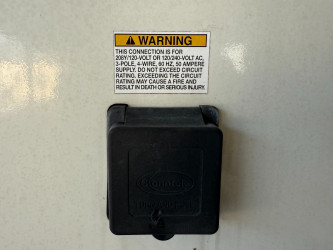 WARNING
THIS CONNECTION IS FOR
208Y/120-VOLT OR 120/240-VOLT AC,
3-POLE, 4-WIRE, 60 HZ, 50 AMPERE
SUPPLY. DO NOT EXCEED CIRCUIT
RATING. EXCEEDING THE CIRCUIT
RATING MAY CAUSE A FIRE AND
RESULT IN DEATH OR SERIOUS INJURY.